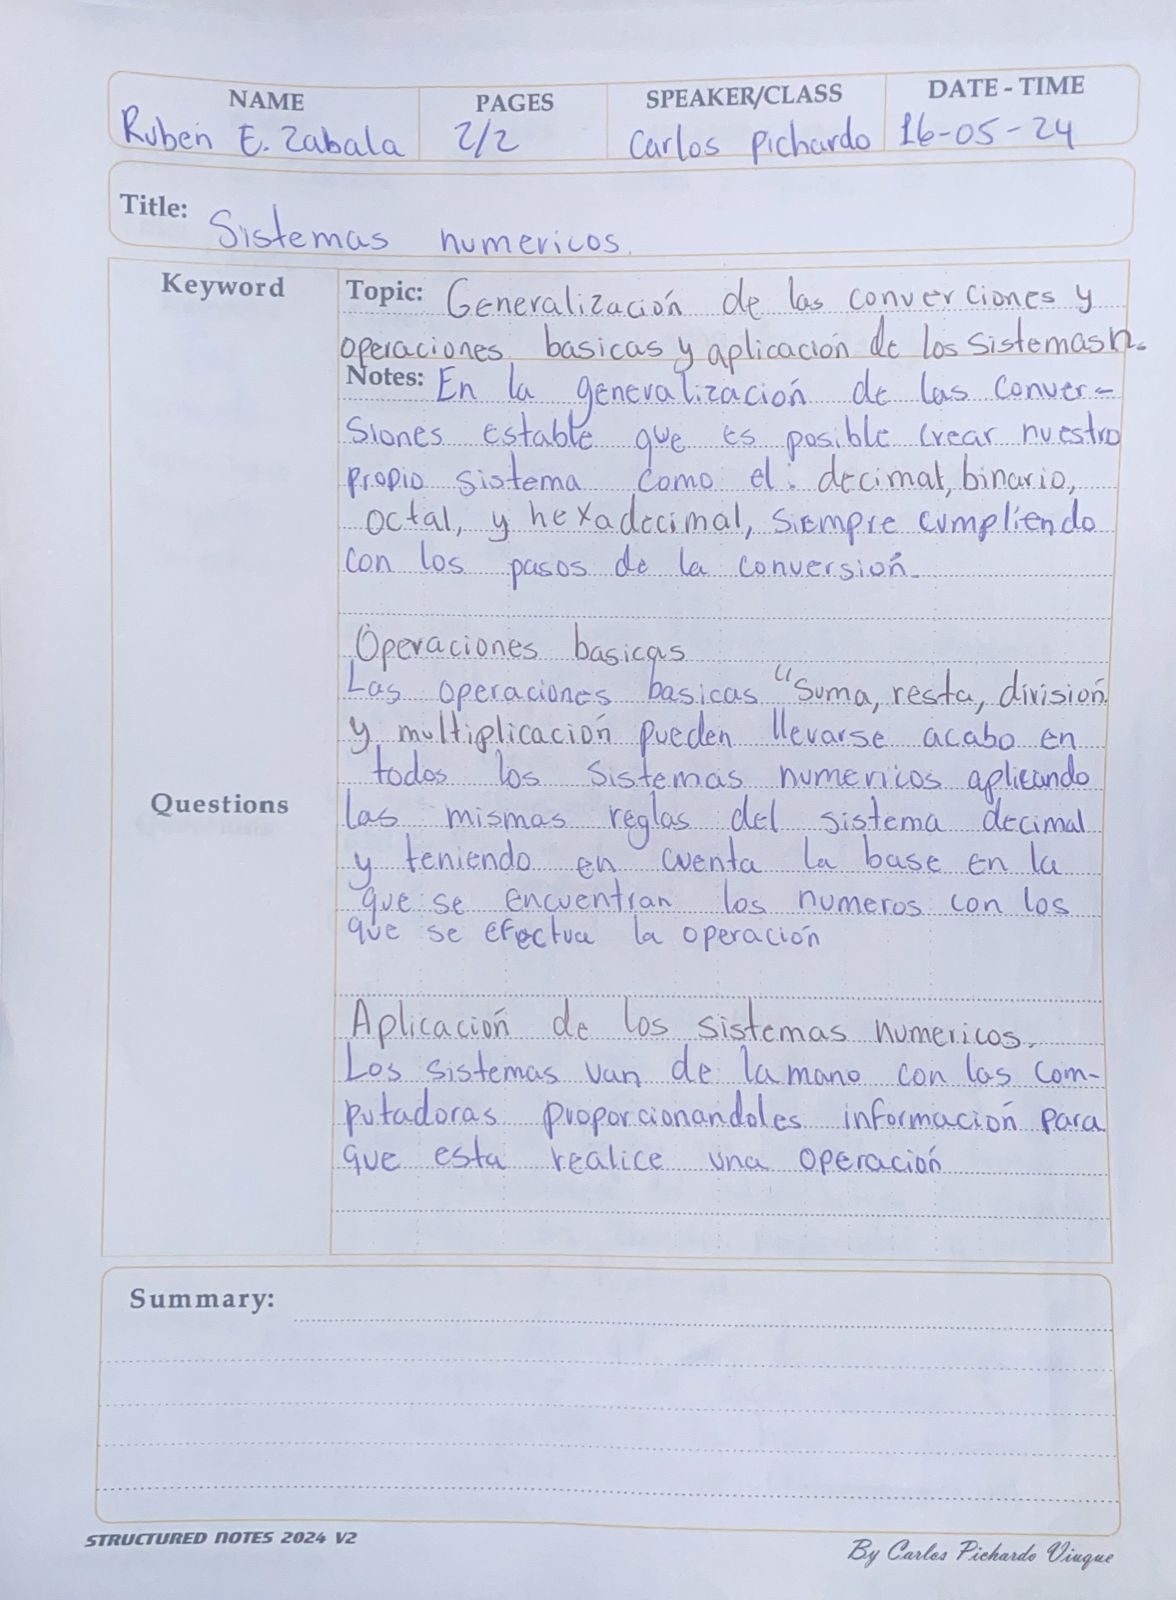 NAME PAGES SPEAKER/CLASS DATE - TIME
Ruben E. Zabala 2/2 Carlos Pichardo 16-05-24
Title: Sistemas numericos.
Keyword
Topic: Generalización de las converciones y
operaciones basicas y aplicación de los sistemas n.
Notes: En la generalización de las conver-
siones estable que es posible crear nuestro
propio sistema como el: decimal, binario,
octal, y hexadecimal, siempre cumpliendo
con los pasos de la conversión.
Operaciones basicas
Las operaciones basicas "Suma, resta, división
y multiplicación pueden llevarse acabo en
todos los sistemas numericos aplicando
Questions
las mismas reglas del sistema decimal
y teniendo en cuenta la base en la
que se encuentran los numeros con los
que se efectua la operación
Aplicación de los sistemas numericos.
Los sistemas van de la mano con las com-
putadoras proporcionandoles información para
que esta realice una operación
Summary:
STRUCTURED NOTES 2024 V2
By Carlos Pichardo Viuque